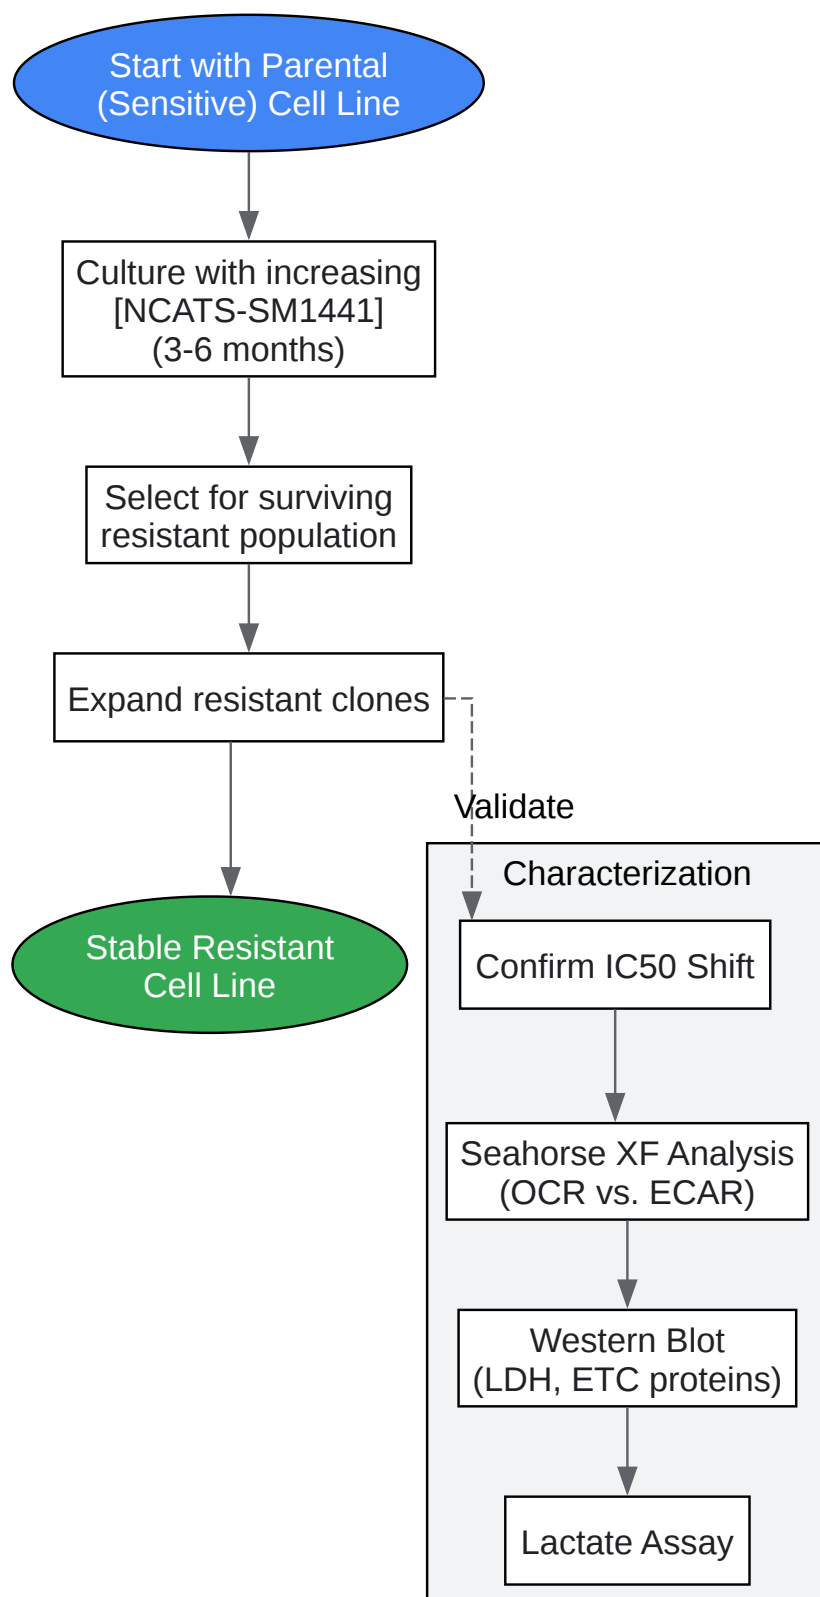 Start with Parental
(Sensitive) Cell Line
Culture with increasing
[NCATS-SM1441]
(3-6 months)
Select for surviving
resistant population
Expand resistant clones
Validate
Characterization
Stable Resistant
Cell Line
Confirm IC50 Shift
Seahorse XF Analysis
(OCR vs. ECAR)
Western Blot
(LDH, ETC proteins)
Lactate Assay